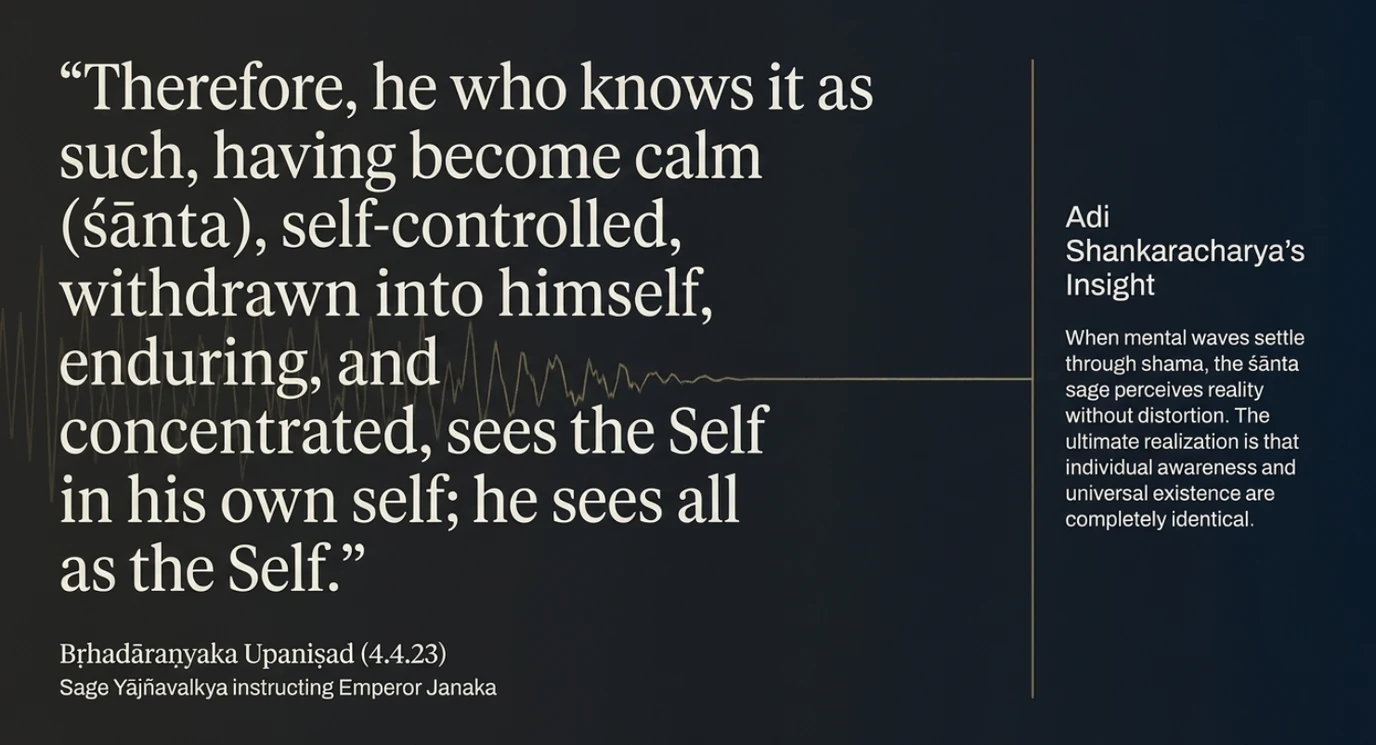 “Therefore, he who knows it as
such, having become calm
(śānta), self-controlled,
withdrawn into himself,
enduring, and
concentrated, sees the Self
in his own self; he sees all
as the Self.”
Bṛhadāraṇyaka Upaniṣad (4.4.23)
Sage Yājñavalkya instructing Emperor Janaka
Adi
Shankaracharya’s
Insight
When mental waves settle
through shama, the śānta
sage perceives reality
without distortion. The
ultimate realization is that
individual awareness and
universal existence are
completely identical.